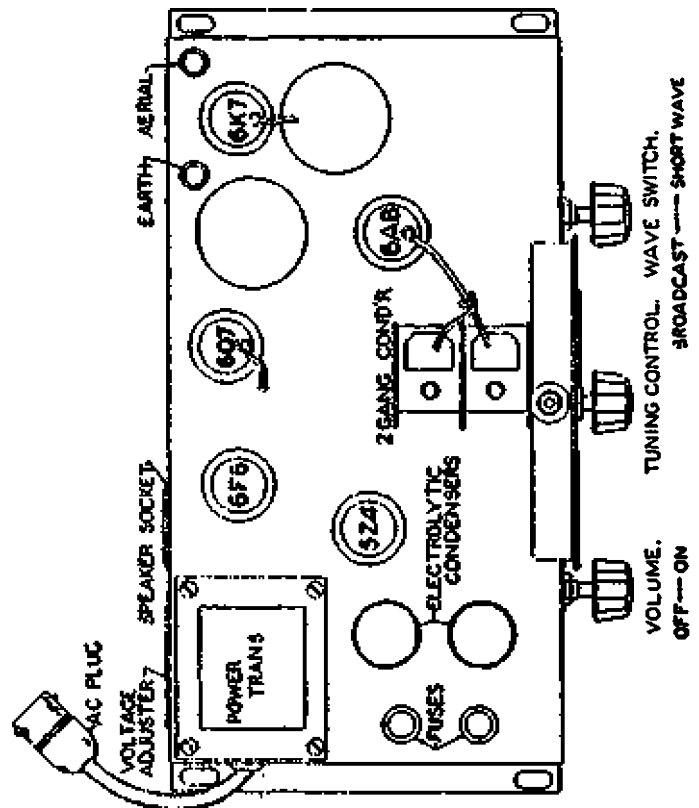 AERIAL
EARTH
6K7
6A8
6Q7
2 GANG COND'R
6F6
5Z4
SPEAKER SOCKET
ELECTROLYTIC
CONDENSERS
POWER
TRANS
VOLTAGE
ADJUSTER
AC PLUG
FUSES
VOLUME.
OFF — ON
TUNING CONTROL.
WAVE SWITCH.
BROADCAST — SHORT WAVE